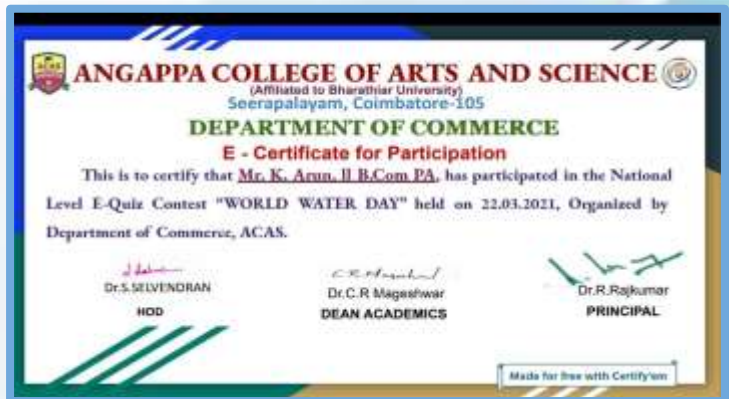 ACAS
ANGAPPA COLLEGE OF ARTS AND SCIENCE
(Affiliated to Bharathiar University)
Seerapalayam, Coimbatore-105
DEPARTMENT OF COMMERCE
E - Certificate for Participation
This is to certify that Mr. K. Arun, II B.Com PA, has participated in the National
Level E-Quiz Contest "WORLD WATER DAY" held on 22.03.2021, Organized by
Department of Commerce, ACAS.
Dr.S.SELVENDRAN
HOD
Dr.C.R Mageshwar
DEAN ACADEMICS
Dr.R.Rajkumar
PRINCIPAL
Made for free with Certify'em